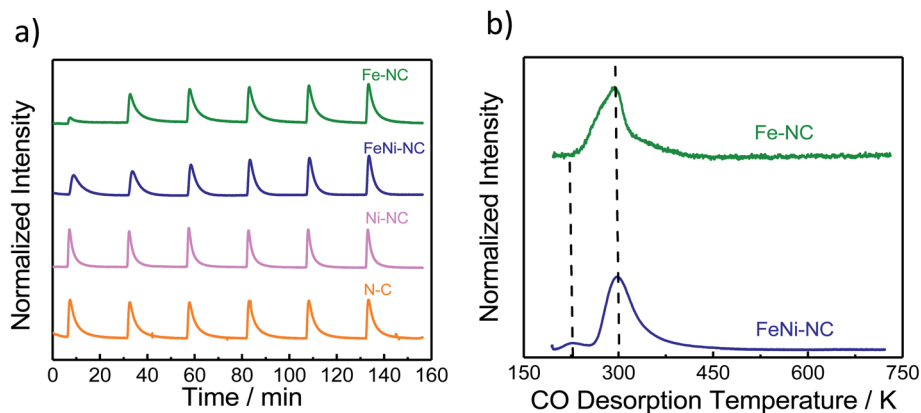 a)
Normalized Intensity
Fe-NC
FeNi-NC
Ni-NC
N-C
0 20 40 60 80 100 120 140 160
Time / min
b)
Normalized Intensity
Fe-NC
FeNi-NC
150 300 450 600 750
CO Desorption Temperature / K